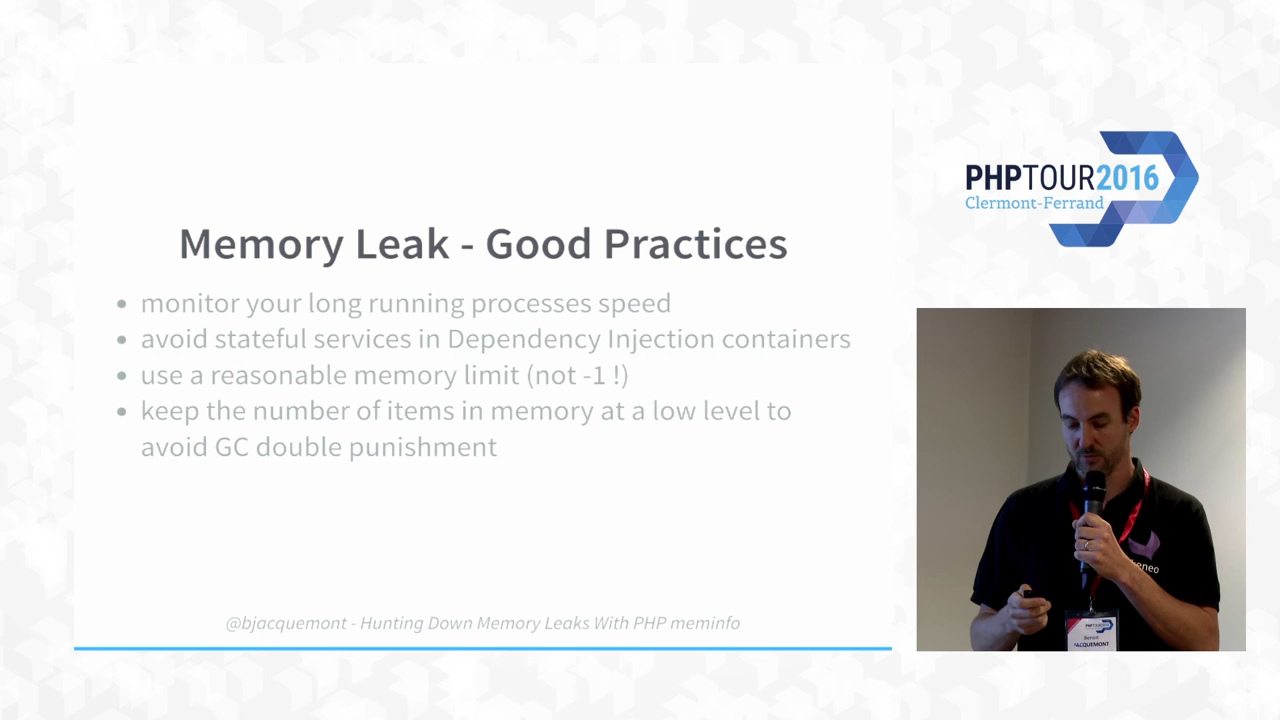 Memory Leak - Good Practices
• monitor your long running processes speed
• avoid stateful services in Dependency Injection containers
• use a reasonable memory limit (not -1 !)
• keep the number of items in memory at a low level to
avoid GC double punishment
@bjacquemont - Hunting Down Memory Leaks With PHP meminfo
PHPTOUR2016
Clermont-Ferrand
Benoit
JACQUEMONT